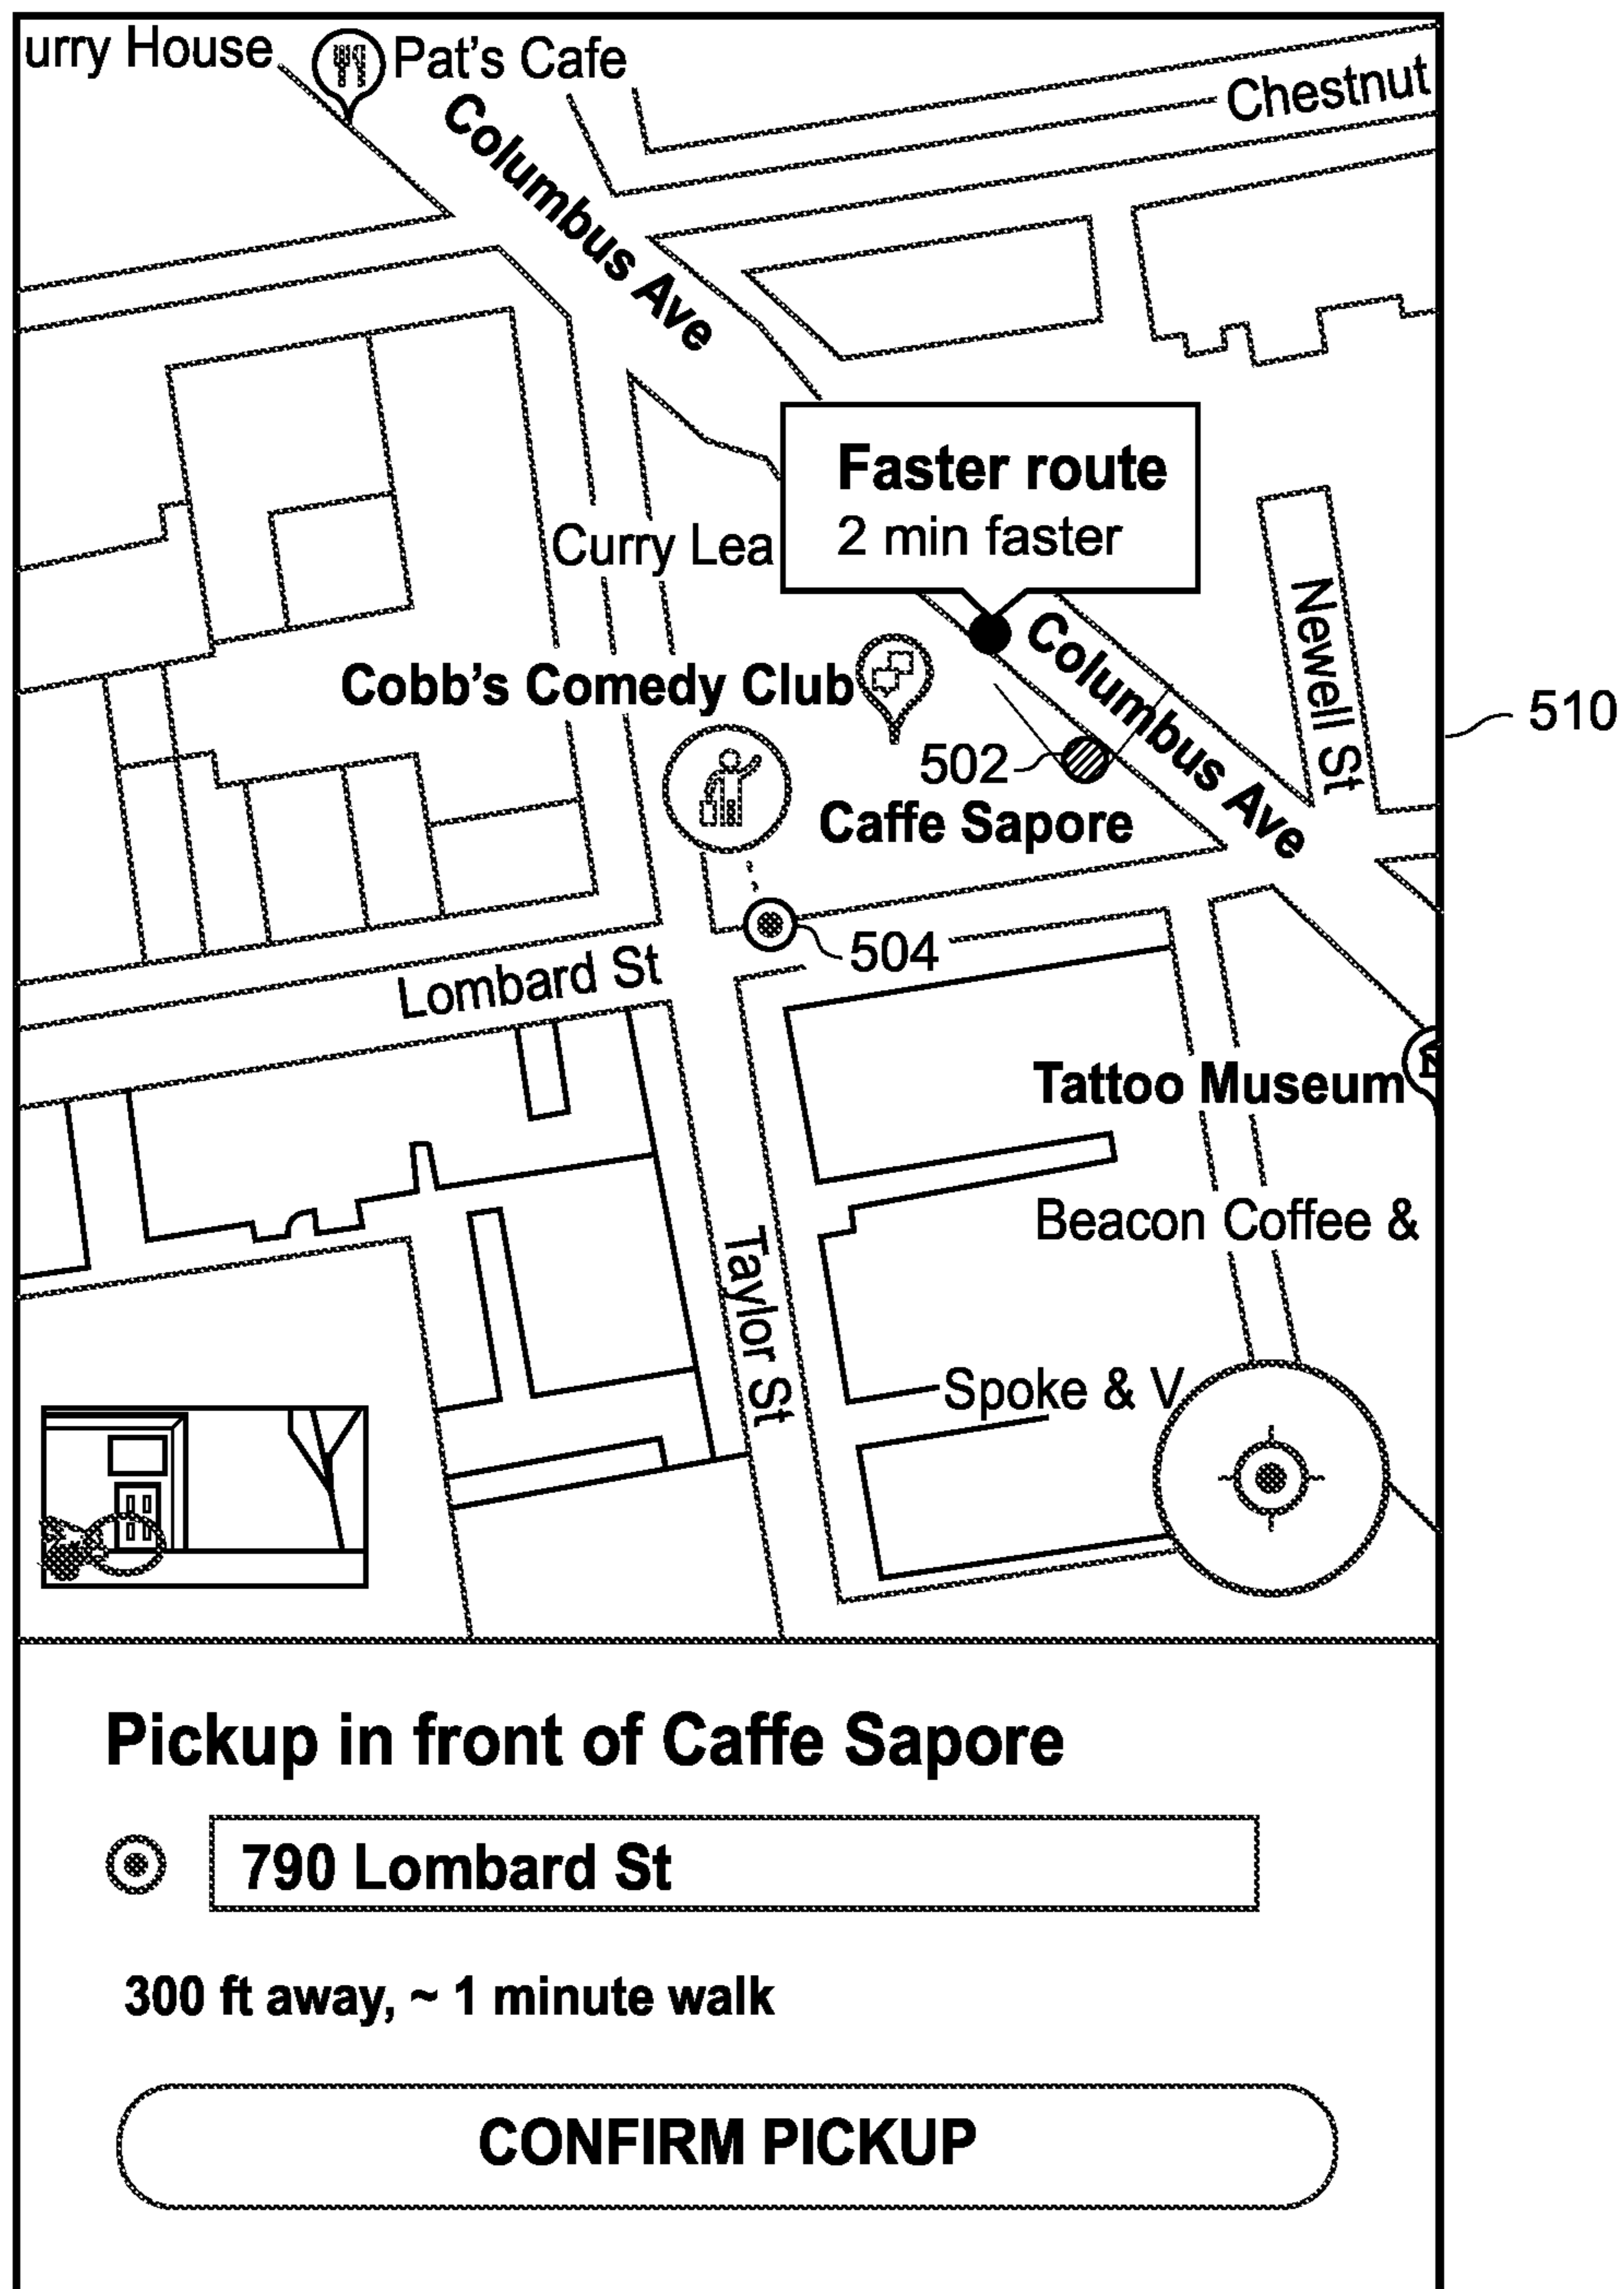 urry House
Pat's Cafe
Columbus Ave
Chestnut
Faster route
2 min faster
Curry Lea
Newell St
Columbus Ave
Cobb's Comedy Club
510
502
Caffe Sapore
504
Lombard St
Tattoo Museum
Beacon Coffee &
Taylor St
Spoke & V
Pickup in front of Caffe Sapore
790 Lombard St
300 ft away, ~ 1 minute walk
CONFIRM PICKUP